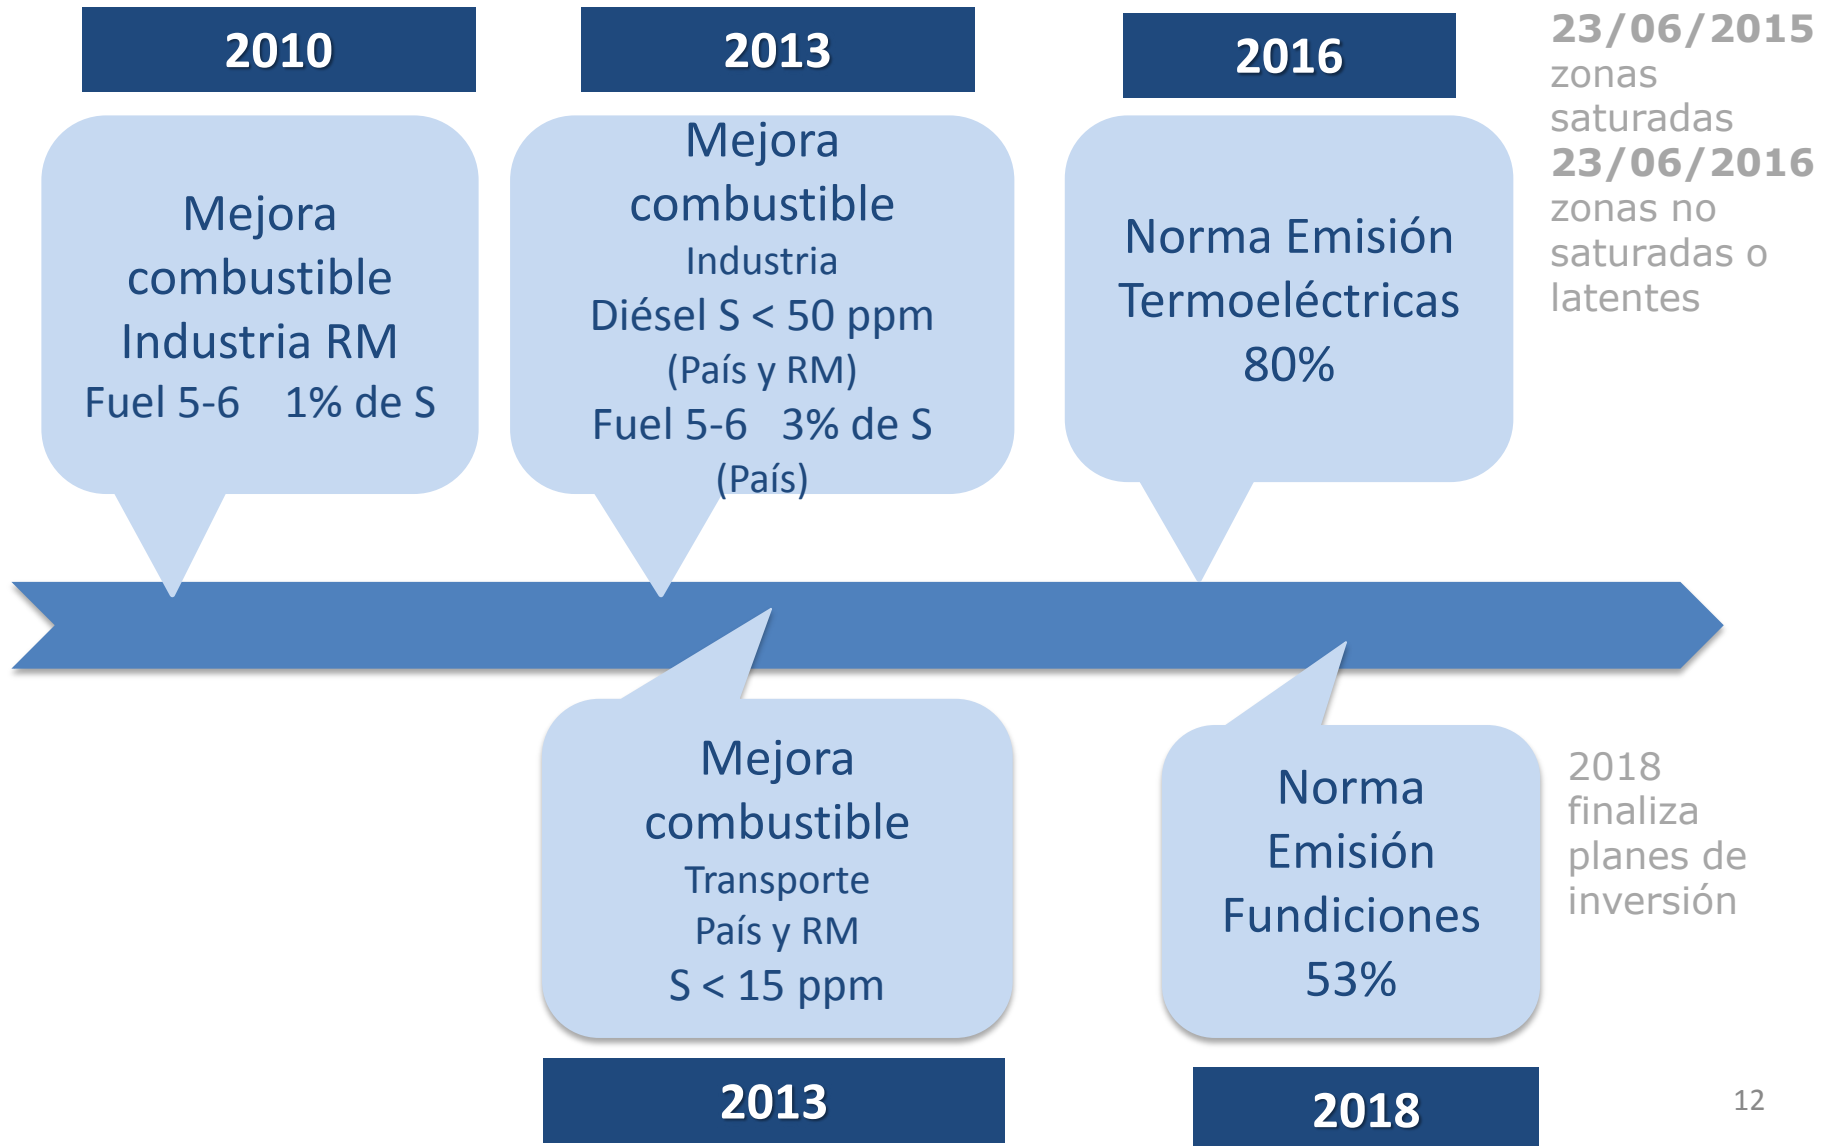 2010
Mejora
combustible
Industria RM
Fuel 5-6 1% de S
2013
Mejora
combustible
Industria
Diésel S < 50 ppm
(País y RM)
Fuel 5-6 3% de S
(País)
2016
Norma Emisión
Termoeléctricas
80%
23/06/2015
zonas
saturadas
23/06/2016
zonas no
saturadas o
latentes
Mejora
combustible
Transporte
País y RM
S < 15 ppm
2013
Norma
Emisión
Fundiciones
53%
2018
2018
finaliza
planes de
inversión
12